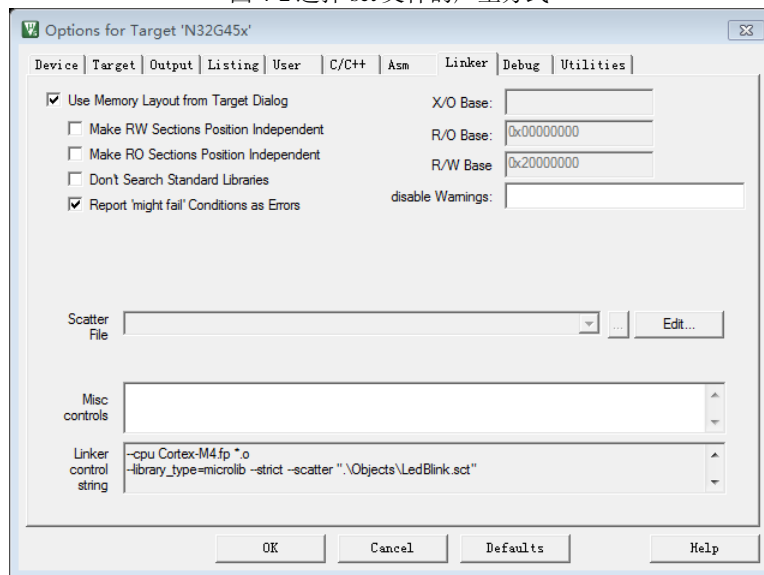 Options for Target 'N32G45x'
Device Target Output Listing User C/C++ Asm Linker Debug Utilities
Use Memory Layout from Target Dialog
X/O Base:
Make RW Sections Position Independent
R/O Base: 0x00000000
Make RO Sections Position Independent
R/W Base 0x20000000
Don't Search Standard Libraries
disable Warnings:
Report 'might fail' Conditions as Errors
Scatter
File
...
Edit...
Misc
controls
Linker
control
string
--cpu Cortex-M4.fp *.o
--library_type=microlib --strict --scatter ".\Objects\LedBlink.sct"
OK Cancel Defaults Help